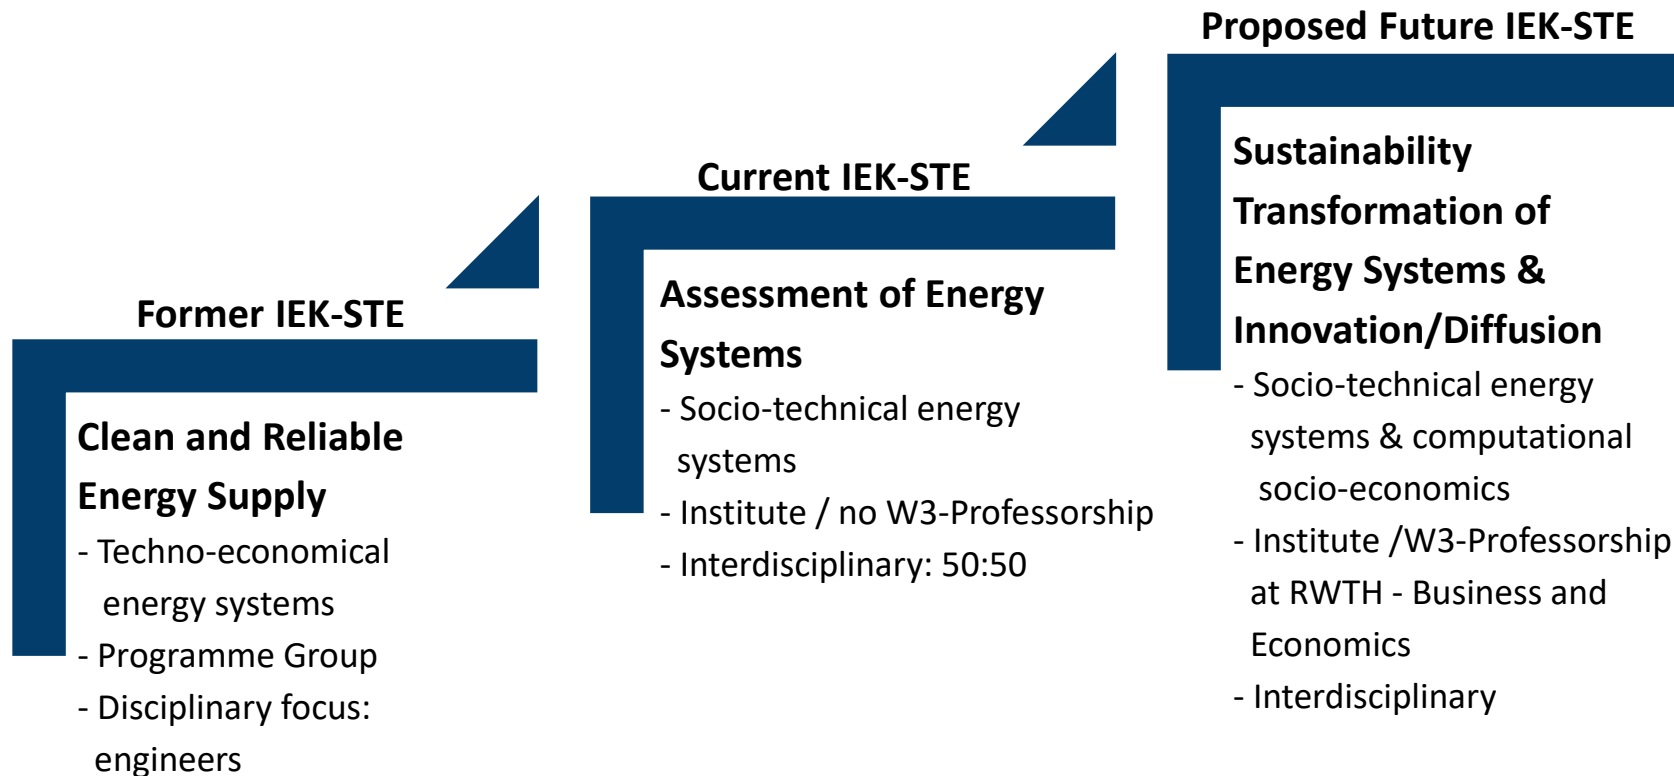 Former IEK-STE
Clean and Reliable
Energy Supply
- Techno-economical
energy systems
- Programme Group
- Disciplinary focus:
engineers
Current IEK-STE
Assessment of Energy
Systems
- Socio-technical energy
systems
- Institute / no W3-Professorship
- Interdisciplinary: 50:50
Proposed Future IEK-STE
Sustainability
Transformation of
Energy Systems &
Innovation/Diffusion
- Socio-technical energy
systems & computational
socio-economics
- Institute /W3-Professorship
at RWTH - Business and
Economics
- Interdisciplinary